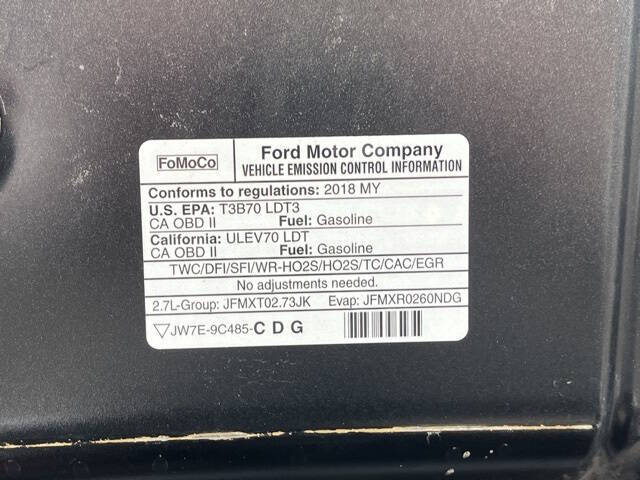 FoMoCo
Ford Motor Company
VEHICLE EMISSION CONTROL INFORMATION
Conforms to regulations: 2018 MY
U.S. EPA: T3B70 LDT3
CA OBD II Fuel: Gasoline
California: ULEV70 LDT
CA OBD II Fuel: Gasoline
TWC/DFI/SFI/WR-HO2S/HO2S/TC/CAC/EGR
No adjustments needed.
2.7L-Group: JFMXT02.73JK Evap: JFMXR0260NDG
▽JW7E-9C485-C D G